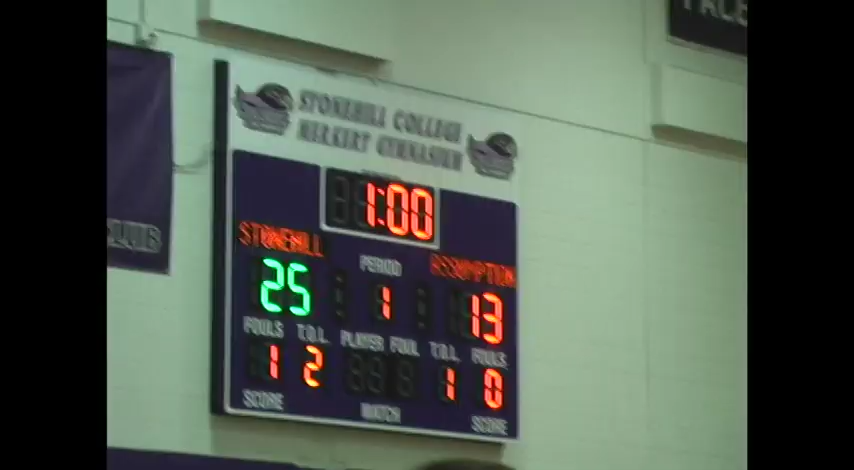 STONEHILL COLLEGE
MERKERT GYMNASIUM
1:00
STONEHILL
PERIOD
25
1
13
FOULS T.O.L. PLAYER FOUL T.O.L. FOULS
1 2 1 0
SCORE MATCH SCORE